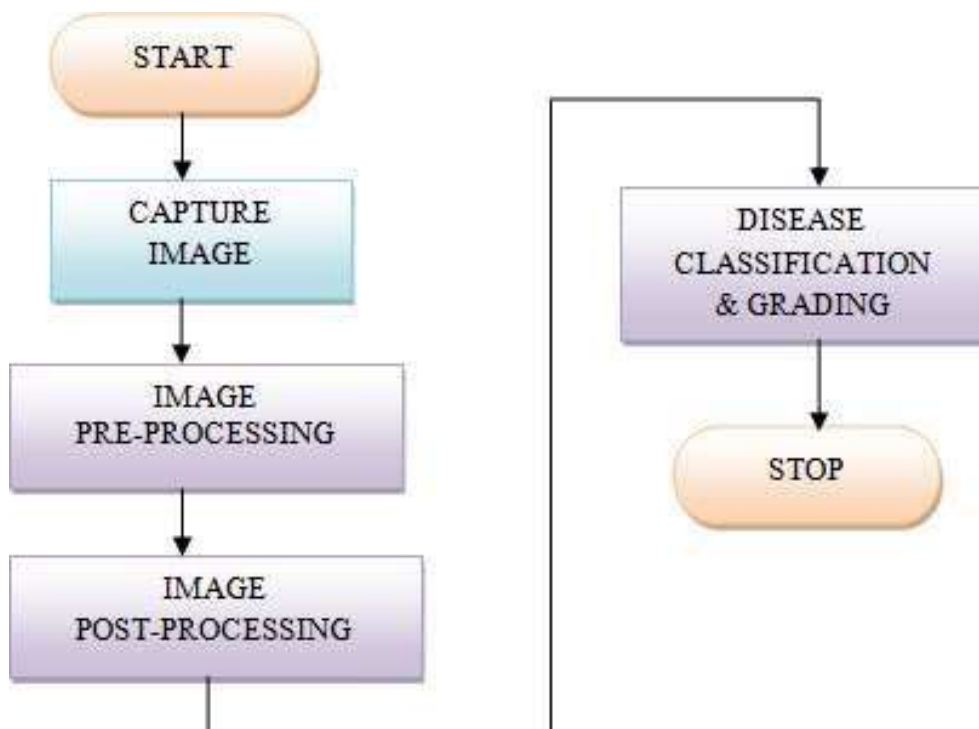 START
CAPTURE
IMAGE
IMAGE
PRE-PROCESSING
IMAGE
POST-PROCESSING
DISEASE
CLASSIFICATION
& GRADING
STOP